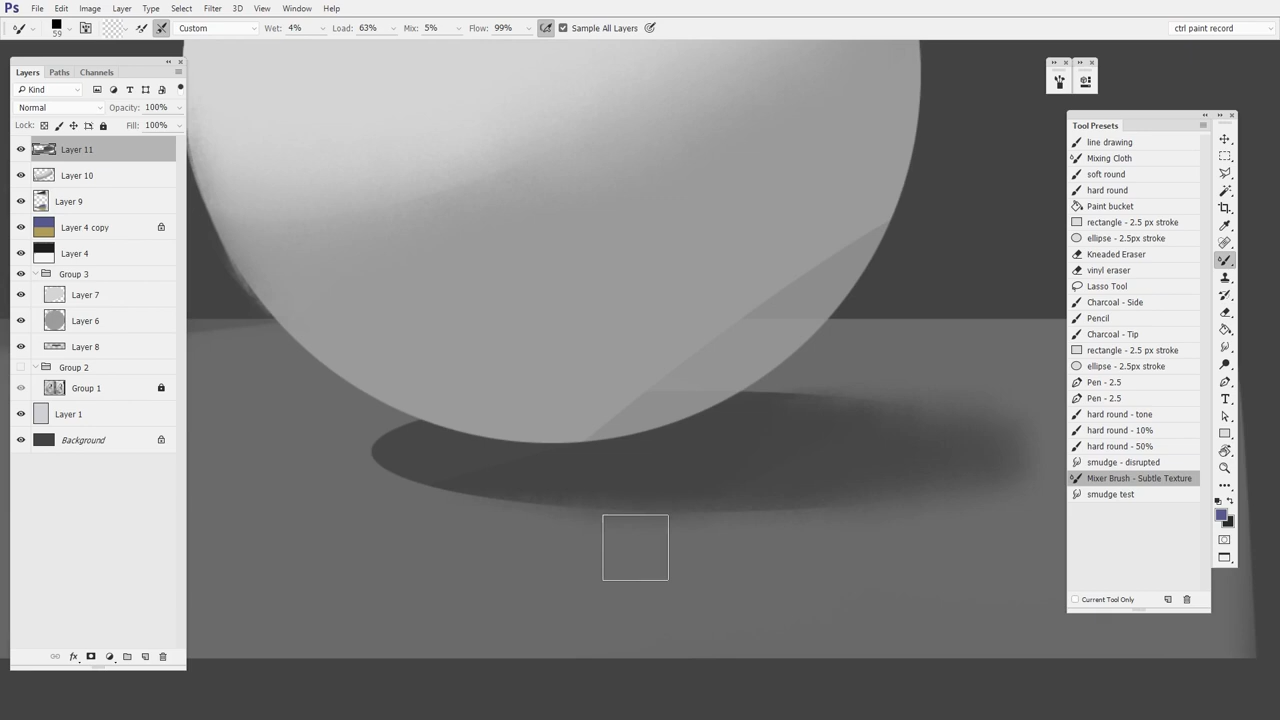 Ps File Edit Image Layer Type Select Filter 3D View Window Help
59 Custom Wet: 4% Load: 63% Mix: 5% Flow: 99% Sample All Layers ctrl paint record
Layers Paths Channels
Kind
Normal Opacity: 100%
Lock: Fill: 100%
Layer 11
Layer 10
Layer 9
Layer 4 copy
Layer 4
Group 3
Layer 7
Layer 6
Layer 8
Group 2
Group 1
Layer 1
Background
fx
Tool Presets
line drawing
Mixing Cloth
soft round
hard round
Paint bucket
rectangle - 2.5 px stroke
ellipse - 2.5px stroke
Kneaded Eraser
vinyl eraser
Lasso Tool
Charcoal - Side
Pencil
Charcoal - Tip
rectangle - 2.5 px stroke
ellipse - 2.5px stroke
Pen - 2.5
Pen - 2.5
hard round - tone
hard round - 10%
hard round - 50%
smudge - disrupted
Mixer Brush - Subtle Texture
smudge test
Current Tool Only